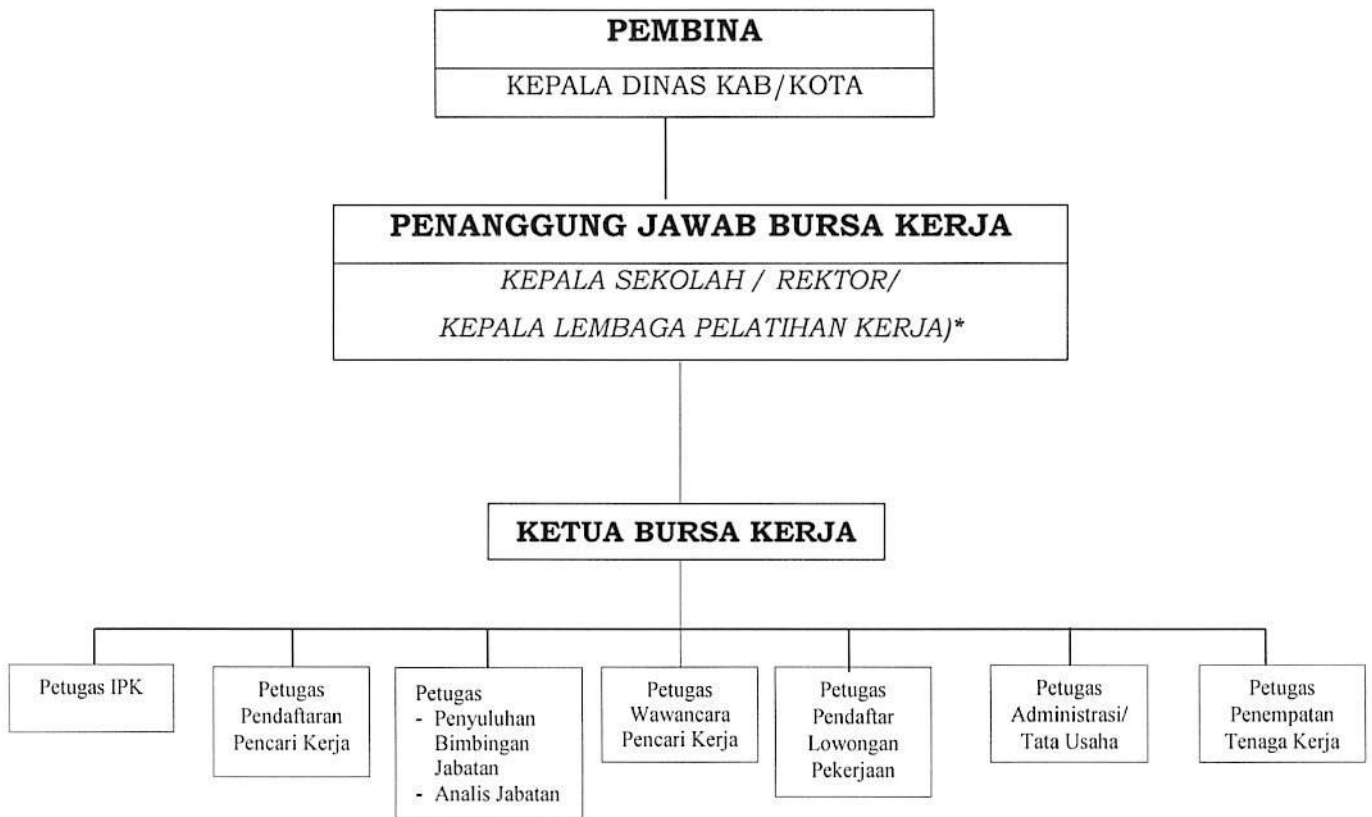 PEMBINA
KEPALA DINAS KAB/KOTA
PENANGGUNG JAWAB BURSA KERJA
KEPALA SEKOLAH / REKTOR/
KEPALA LEMBAGA PELATIHAN KERJA)*
KETUA BURSA KERJA
Petugas IPK
Petugas
Pendaftaran
Pencari Kerja
Petugas
- Penyuluhan
Bimbingan
Jabatan
- Analis Jabatan
Petugas
Wawancara
Pencari Kerja
Petugas
Pendaftar
Lowongan
Pekerjaan
Petugas
Administrasi/
Tata Usaha
Petugas
Penempatan
Tenaga Kerja